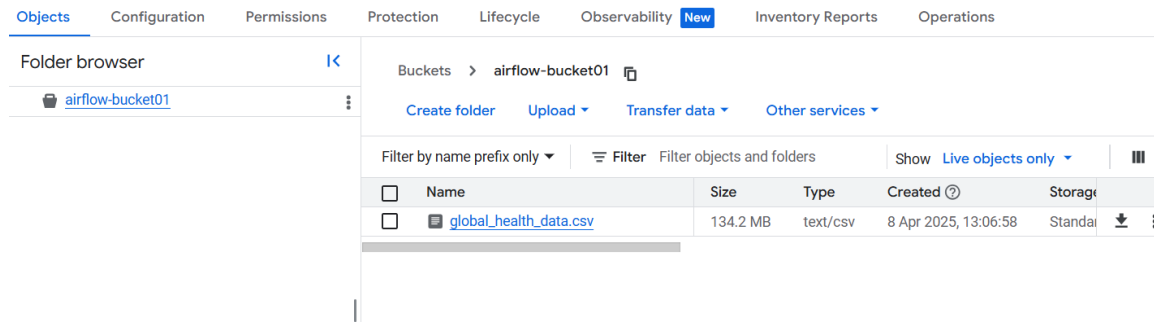 Objects Configuration Permissions Protection Lifecycle Observability New Inventory Reports Operations
Folder browser
airflow-bucket01
Buckets > airflow-bucket01
Create folder Upload Transfer data Other services
Filter by name prefix only Filter Filter objects and folders Show Live objects only
Name Size Type Created Storage
global_health_data.csv 134.2 MB text/csv 8 Apr 2025, 13:06:58 Standar